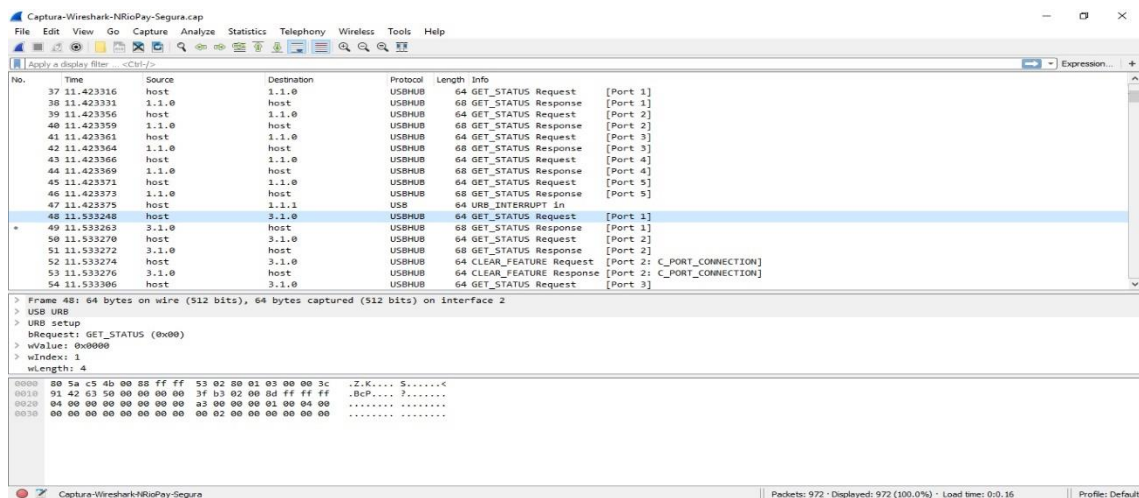 Captura-Wireshark-NRioPay-Segura.cap
File Edit View Go Capture Analyze Statistics Telephony Wireless Tools Help
Apply a display filter ... <Ctrl-/> Expression... +
No. Time Source Destination Protocol Length Info
37 11.423316 host 1.1.0 USBHUB 64 GET_STATUS Request [Port 1]
38 11.423331 1.1.0 host USBHUB 68 GET_STATUS Response [Port 1]
39 11.423356 host 1.1.0 USBHUB 64 GET_STATUS Request [Port 2]
40 11.423359 1.1.0 host USBHUB 68 GET_STATUS Response [Port 2]
41 11.423361 host 1.1.0 USBHUB 64 GET_STATUS Request [Port 3]
42 11.423364 1.1.0 host USBHUB 68 GET_STATUS Response [Port 3]
43 11.423366 host 1.1.0 USBHUB 64 GET_STATUS Request [Port 4]
44 11.423369 1.1.0 host USBHUB 68 GET_STATUS Response [Port 4]
45 11.423371 host 1.1.0 USBHUB 64 GET_STATUS Request [Port 5]
46 11.423373 1.1.0 host USBHUB 68 GET_STATUS Response [Port 5]
47 11.423375 host 1.1.1 USB 64 URB_INTERRUPT in
48 11.533248 host 3.1.0 USBHUB 64 GET_STATUS Request [Port 1]
49 11.533263 3.1.0 host USBHUB 68 GET_STATUS Response [Port 1]
50 11.533270 host 3.1.0 USBHUB 64 GET_STATUS Request [Port 2]
51 11.533272 3.1.0 host USBHUB 68 GET_STATUS Response [Port 2]
52 11.533274 host 3.1.0 USBHUB 64 CLEAR_FEATURE Request [Port 2: C_PORT_CONNECTION]
53 11.533276 3.1.0 host USBHUB 64 CLEAR_FEATURE Response [Port 2: C_PORT_CONNECTION]
54 11.533306 host 3.1.0 USBHUB 64 GET_STATUS Request [Port 3]
> Frame 48: 64 bytes on wire (512 bits), 64 bytes captured (512 bits) on interface 2
> USB URB
> URB setup
bRequest: GET_STATUS (0x00)
> wValue: 0x0000
> wIndex: 1
wLength: 4
0000 80 5a c5 4b 00 88 ff ff 53 02 80 01 03 00 00 3c .Z.K.... S......<
0010 91 42 63 50 00 00 00 00 3f b3 02 00 8d ff ff ff .BcP.... ?.......
0020 04 00 00 00 00 00 00 00 a3 00 00 00 01 00 04 00 ........ ........
0030 00 00 00 00 00 00 00 00 00 02 00 00 00 00 00 00 ........ ........
Captura-Wireshark-NRioPay-Segura Packets: 972 · Displayed: 972 (100.0%) · Load time: 0:0.16 Profile: Default